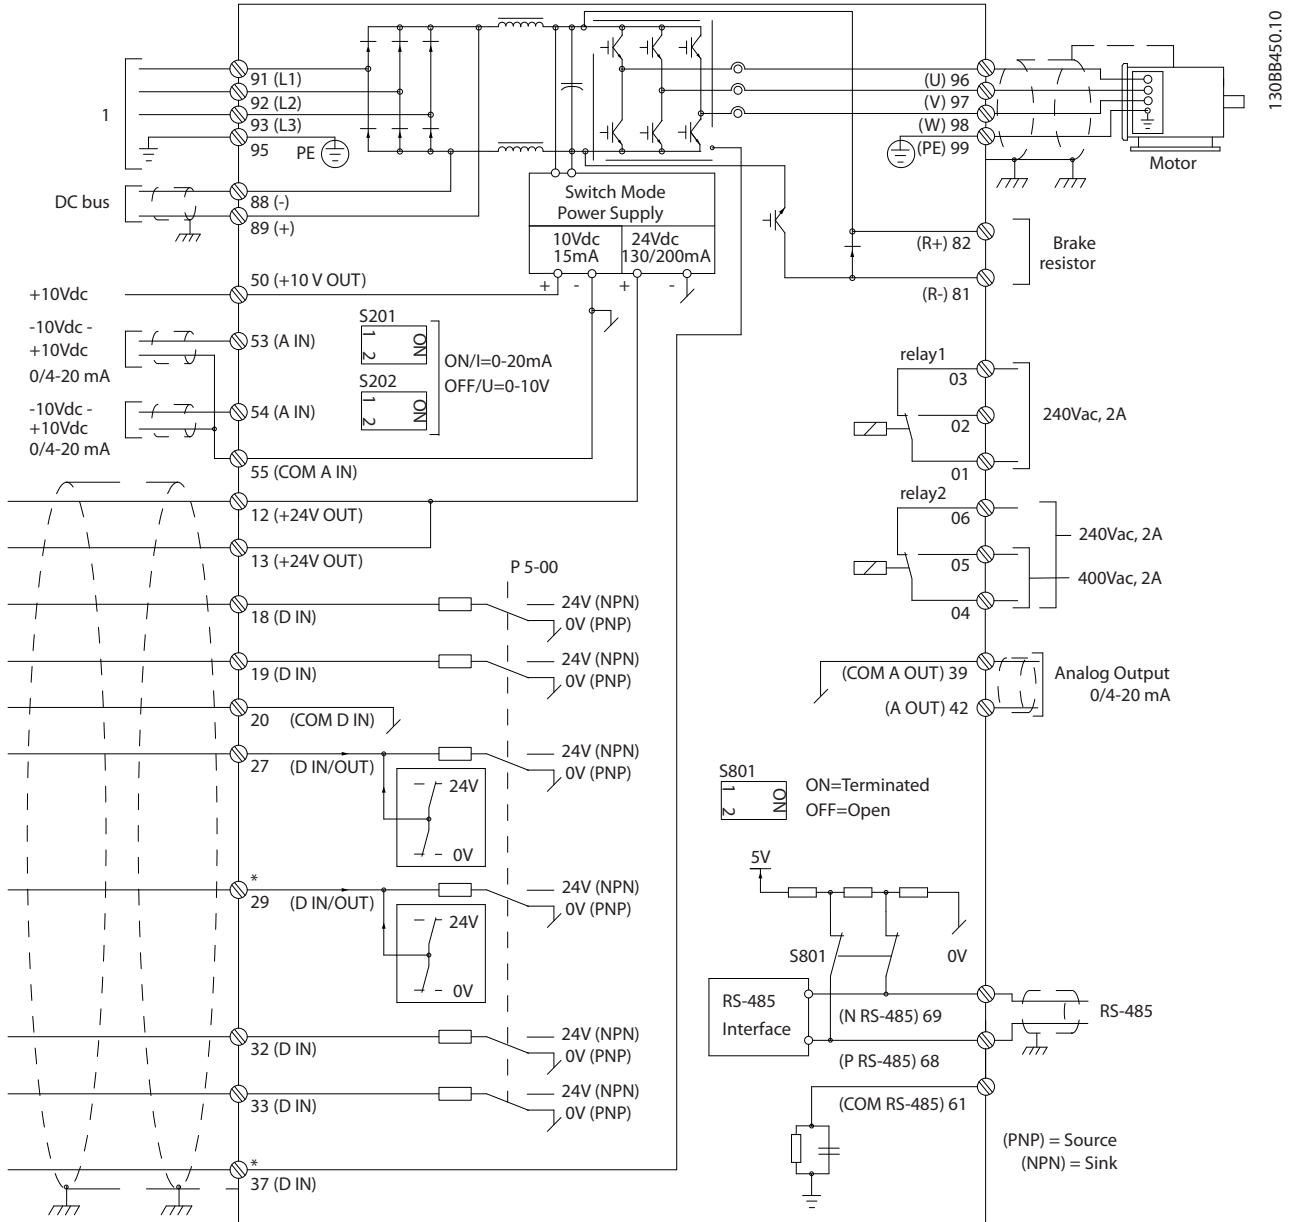 130BB450.10
1
91 (L1)
92 (L2)
93 (L3)
95
PE
DC bus
88 (-)
89 (+)
Switch Mode
Power Supply
10Vdc
15mA
24Vdc
130/200mA
+ - + -
(U) 96
(V) 97
(W) 98
(PE) 99
Motor
(R+) 82
(R-) 81
Brake
resistor
+10Vdc
50 (+10 V OUT)
-10Vdc -
+10Vdc
0/4-20 mA
53 (A IN)
-10Vdc -
+10Vdc
0/4-20 mA
54 (A IN)
55 (COM A IN)
S201
1
2
ON
S202
1
2
ON
ON/I=0-20mA
OFF/U=0-10V
relay1
03
02
01
240Vac, 2A
relay2
06
05
04
240Vac, 2A
400Vac, 2A
12 (+24V OUT)
13 (+24V OUT)
P 5-00
18 (D IN)
24V (NPN)
0V (PNP)
19 (D IN)
24V (NPN)
0V (PNP)
20 (COM D IN)
27 (D IN/OUT)
24V (NPN)
0V (PNP)
24V
0V
*
29 (D IN/OUT)
24V (NPN)
0V (PNP)
24V
0V
32 (D IN)
24V (NPN)
0V (PNP)
33 (D IN)
24V (NPN)
0V (PNP)
*
37 (D IN)
(COM A OUT) 39
(A OUT) 42
Analog Output
0/4-20 mA
S801
1
2
ON
ON=Terminated
OFF=Open
5V
S801
0V
RS-485
Interface
(N RS-485) 69
(P RS-485) 68
RS-485
(COM RS-485) 61
(PNP) = Source
(NPN) = Sink